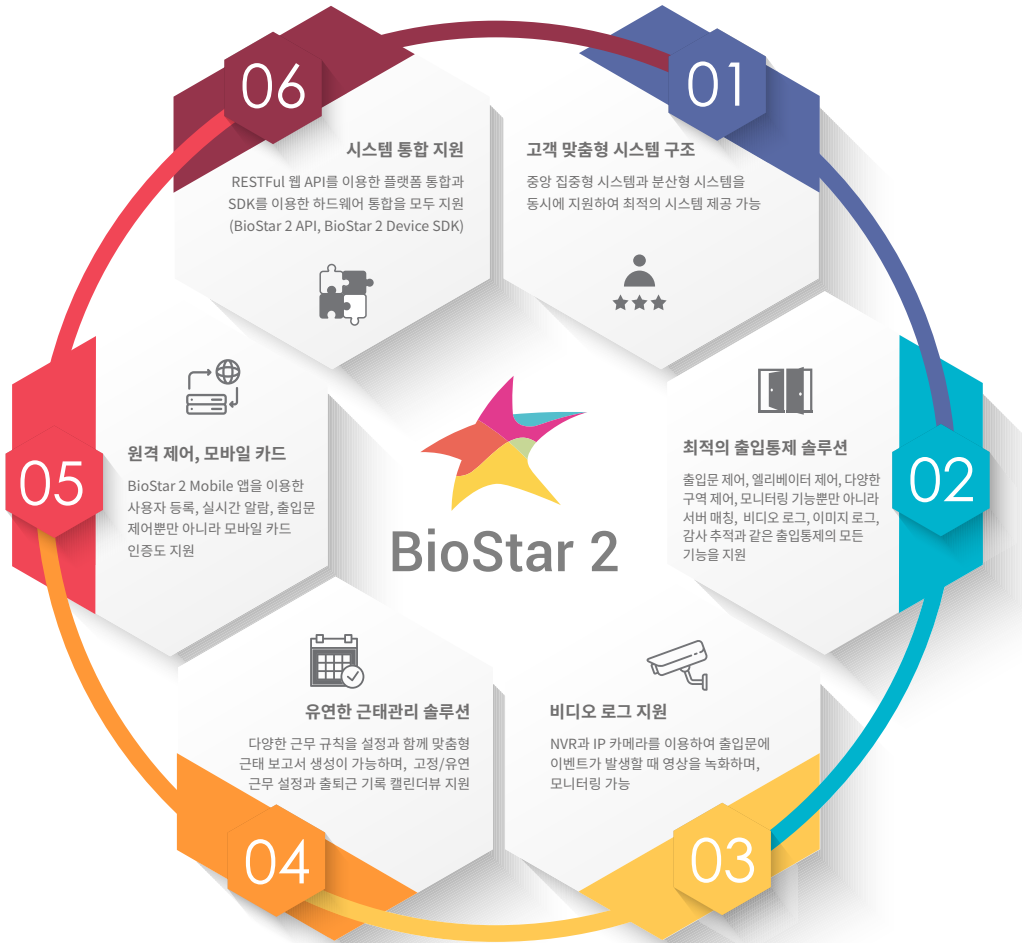 01
고객 맞춤형 시스템 구조
중앙 집중형 시스템과 분산형 시스템을
동시에 지원하여 최적의 시스템 제공 가능
02
최적의 출입통제 솔루션
출입문 제어, 엘리베이터 제어, 다양한
구역 제어, 모니터링 기능뿐만 아니라
서버 매칭, 비디오 로그, 이미지 로그,
감사 추적과 같은 출입통제의 모든
기능을 지원
03
비디오 로그 지원
NVR과 IP 카메라를 이용하여 출입문에
이벤트가 발생할 때 영상을 녹화하며,
모니터링 가능
04
유연한 근태관리 솔루션
다양한 근무 규칙을 설정과 함께 맞춤형
근태 보고서 생성이 가능하며, 고정/유연
근무 설정과 출퇴근 기록 캘린더뷰 지원
05
원격 제어, 모바일 카드
BioStar 2 Mobile 앱을 이용한
사용자 등록, 실시간 알람, 출입문
제어뿐만 아니라 모바일 카드
인증도 지원
06
시스템 통합 지원
RESTFul 웹 API를 이용한 플랫폼 통합과
SDK를 이용한 하드웨어 통합을 모두 지원
(BioStar 2 API, BioStar 2 Device SDK)
BioStar 2